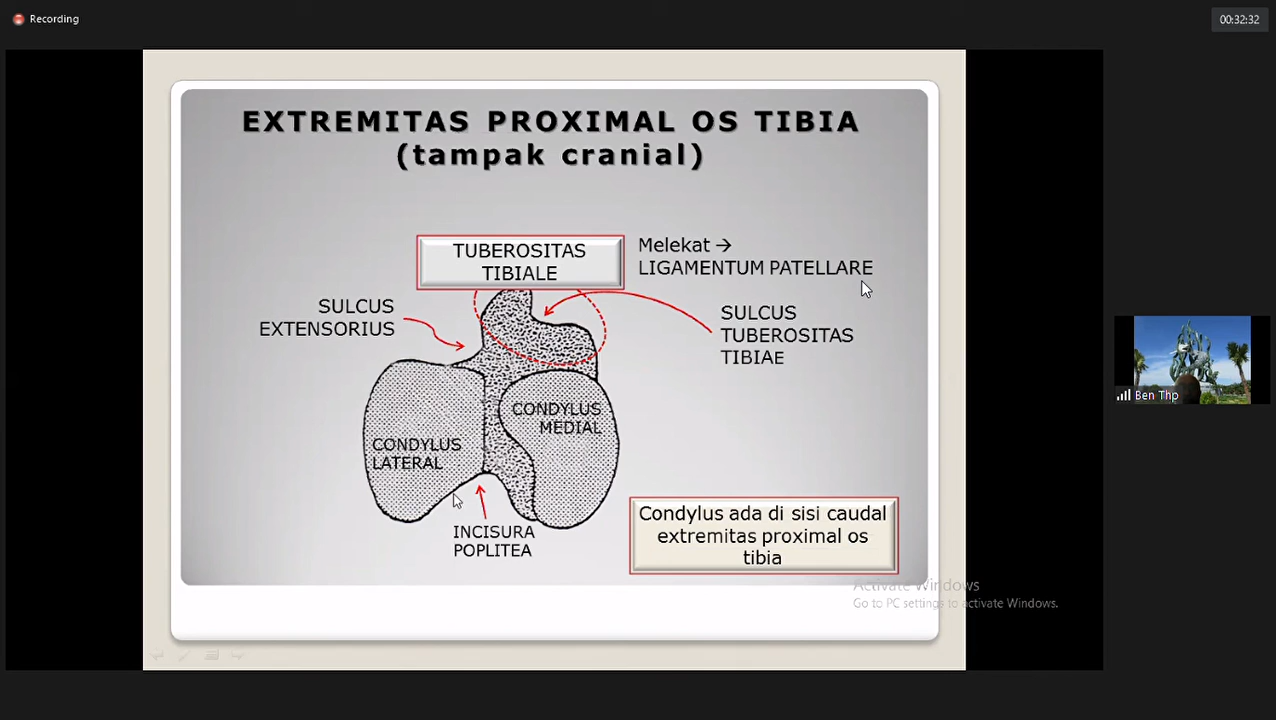 Recording
00:32:32
EXTREMITAS PROXIMAL OS TIBIA
(tampak cranial)
TUBEROSITAS
TIBIALE
Melekat →
LIGAMENTUM PATELLARE
SULCUS
EXTENSORIUS
SULCUS
TUBEROSITAS
TIBIAE
CONDYLUS
MEDIAL
CONDYLUS
LATERAL
INCISURA
POPLITEA
Condylus ada di sisi caudal
extremitas proximal os
tibia
Ben Thp
Activate Windows
Go to PC settings to activate Windows.